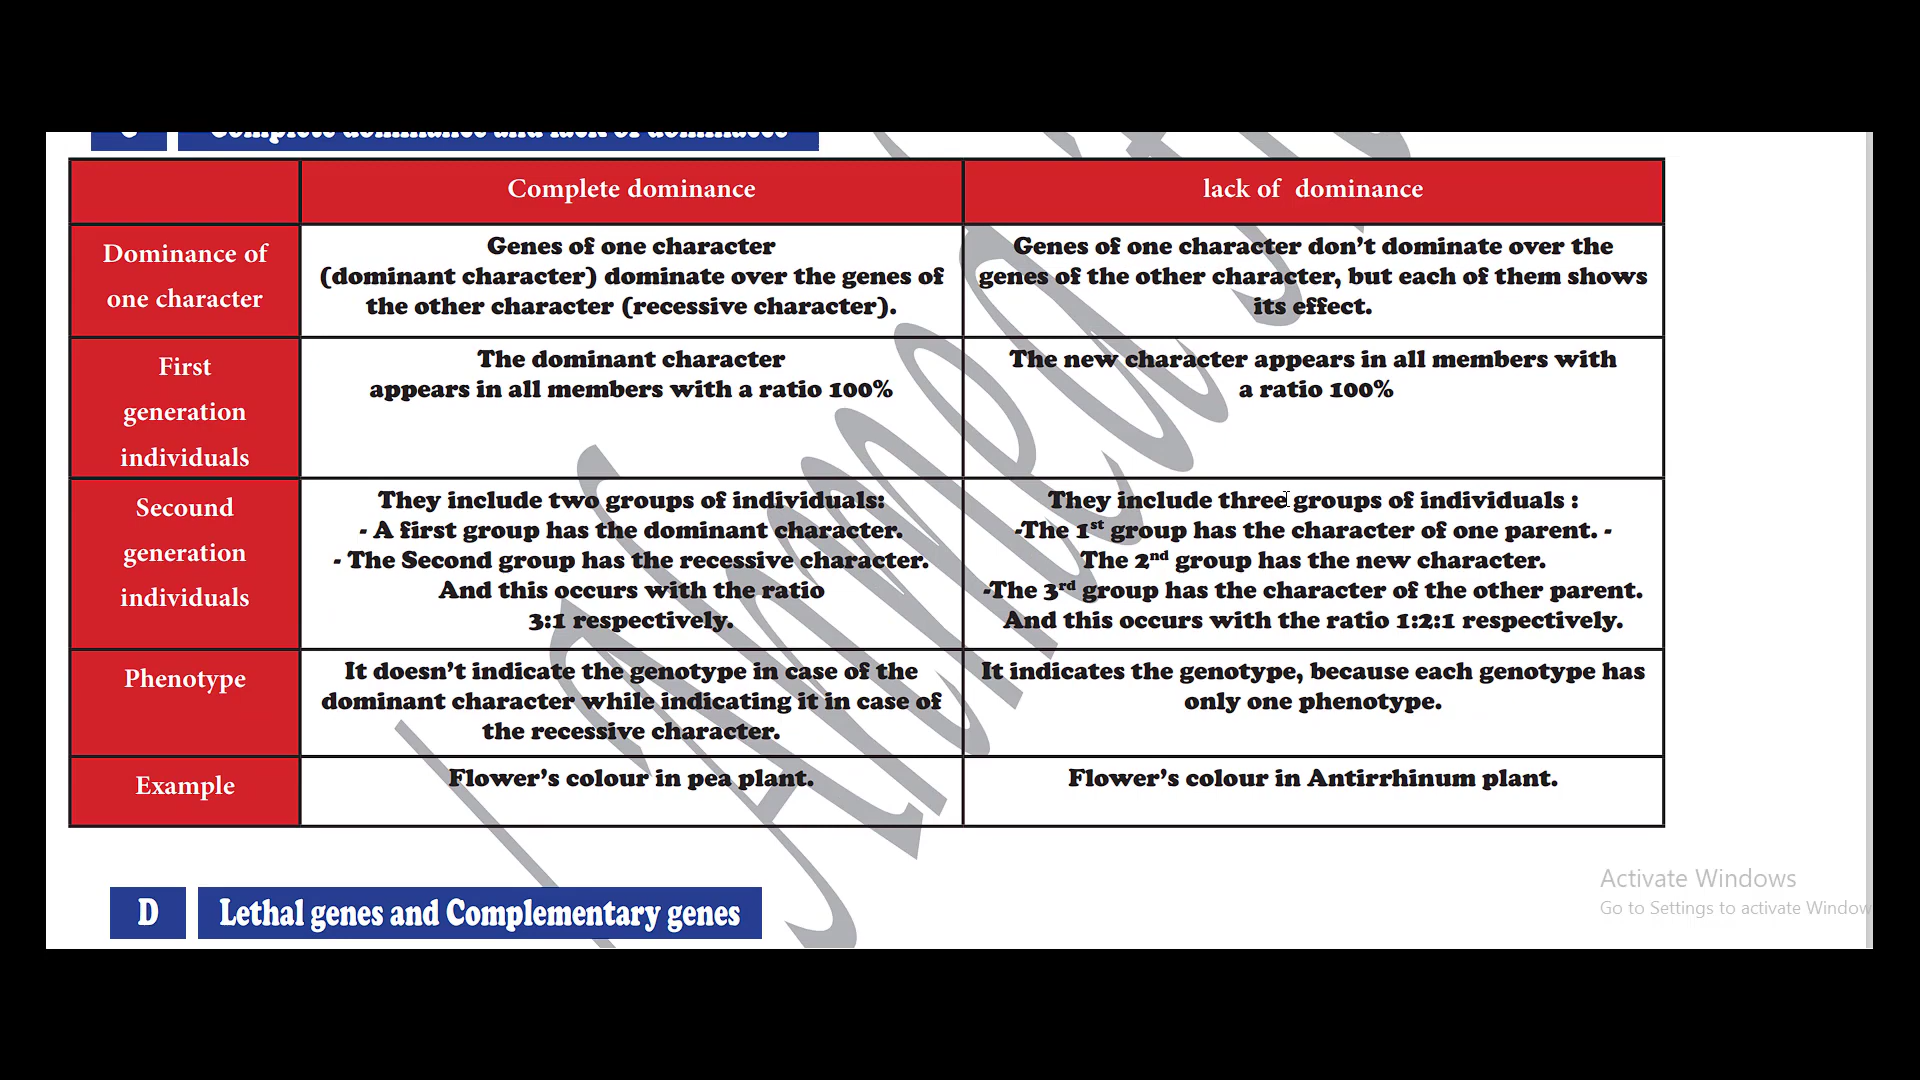 Complete dominance and lack of dominance
Complete dominance
lack of dominance
Dominance of
one character
Genes of one character
(dominant character) dominate over the genes of
the other character (recessive character).
Genes of one character don't dominate over the
genes of the other character, but each of them shows
its effect.
First
generation
individuals
The dominant character
appears in all members with a ratio 100%
The new character appears in all members with
a ratio 100%
Secound
generation
individuals
They include two groups of individuals:
- A first group has the dominant character.
- The Second group has the recessive character.
And this occurs with the ratio
3:1 respectively.
They include three groups of individuals :
-The 1st group has the character of one parent. -
The 2nd group has the new character.
-The 3rd group has the character of the other parent.
And this occurs with the ratio 1:2:1 respectively.
Phenotype
It doesn't indicate the genotype in case of the
dominant character while indicating it in case of
the recessive character.
It indicates the genotype, because each genotype has
only one phenotype.
Example
Flower's colour in pea plant.
Flower's colour in Antirrhinum plant.
D
Lethal genes and Complementary genes
Activate Windows
Go to Settings to activate Window